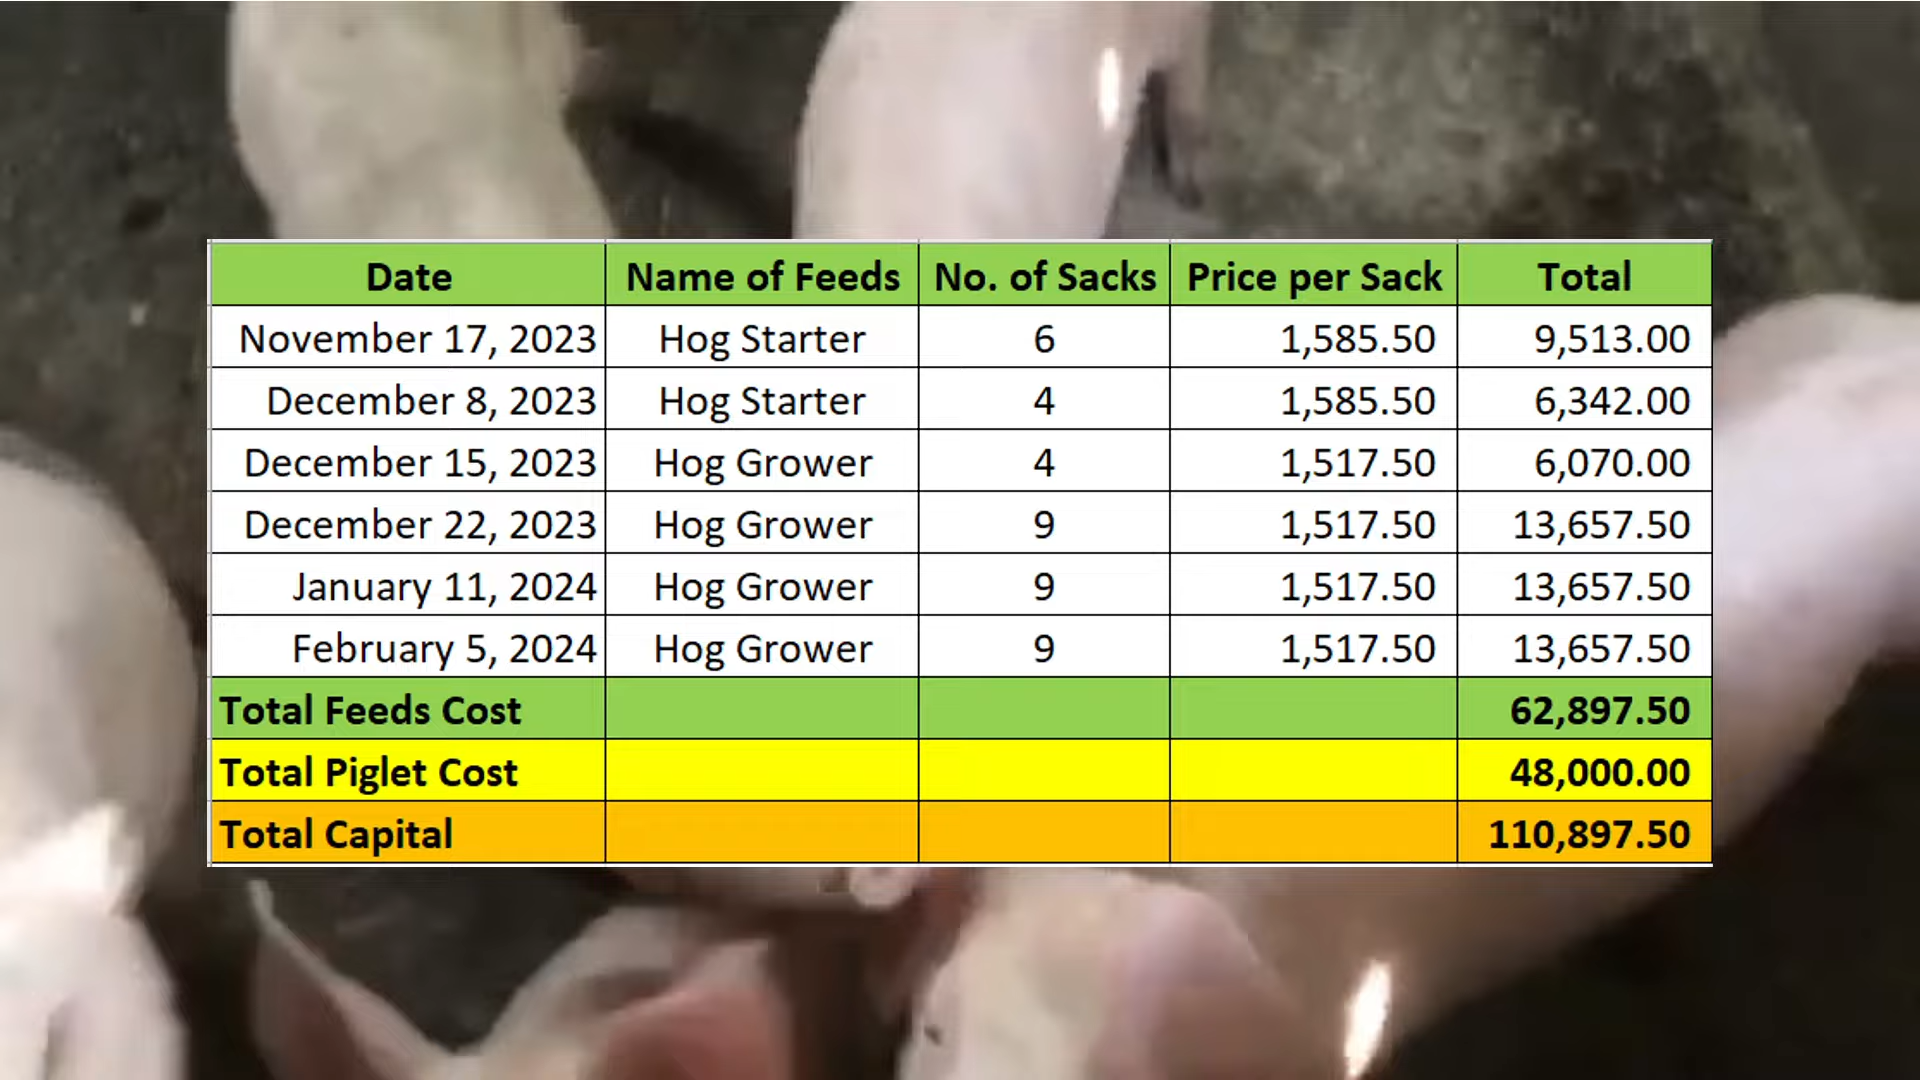 Date Name of Feeds No. of Sacks Price per Sack Total
November 17, 2023 Hog Starter 6 1,585.50 9,513.00
December 8, 2023 Hog Starter 4 1,585.50 6,342.00
December 15, 2023 Hog Grower 4 1,517.50 6,070.00
December 22, 2023 Hog Grower 9 1,517.50 13,657.50
January 11, 2024 Hog Grower 9 1,517.50 13,657.50
February 5, 2024 Hog Grower 9 1,517.50 13,657.50
Total Feeds Cost 62,897.50
Total Piglet Cost 48,000.00
Total Capital 110,897.50